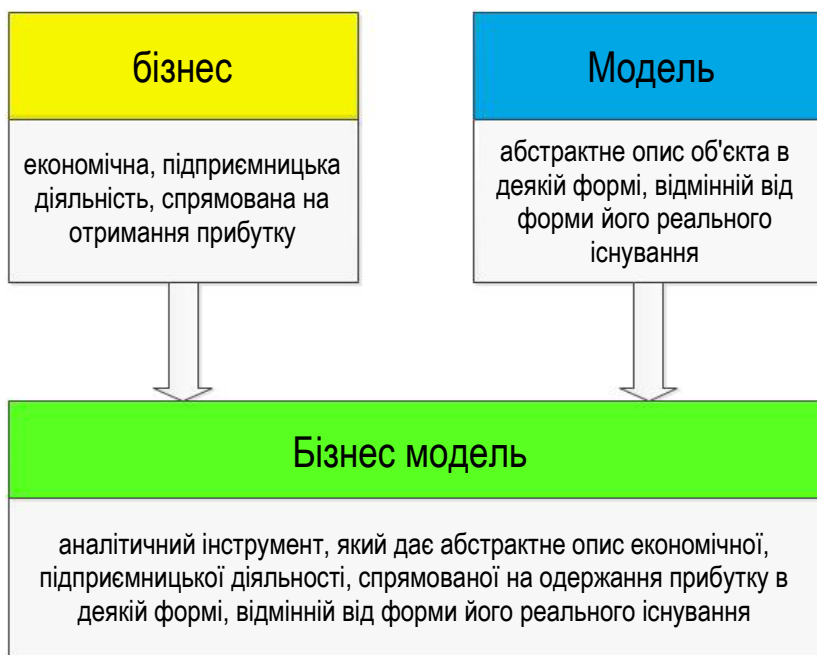 бізнес
економічна, підприємницька
діяльність, спрямована на
отримання прибутку
Модель
абстрактне опис об'єкта в
деякій формі, відмінній від
форми його реального
існування
Бізнес модель
аналітичний інструмент, який дає абстрактне опис економічної,
підприємницької діяльності, спрямованої на одержання прибутку в
деякій формі, відмінній від форми його реального існування